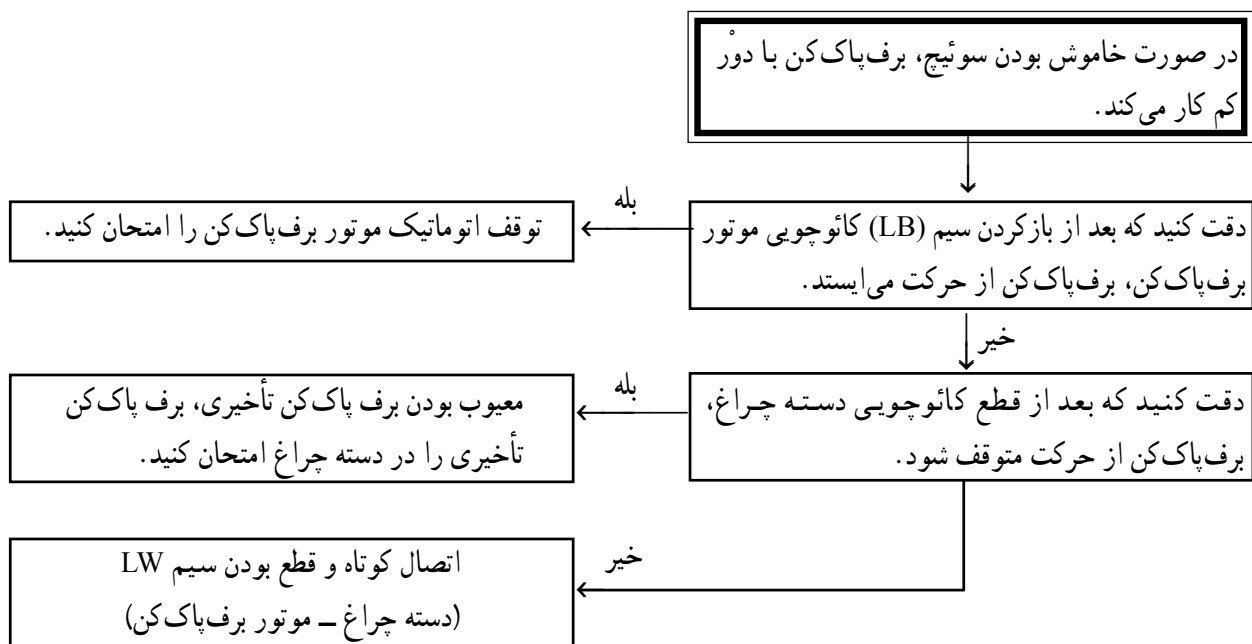 در صورت خاموش بودن سوئیچ، برف‌پاک‌کن با دوْر
کم کار می‌کند.
دقت کنید که بعد از بازکردن سیم (LB) کائوچویی موتور
برف‌پاک‌کن، برف‌پاک‌کن از حرکت می‌ایستد.
بله
توقف اتوماتیک موتور برف‌پاک‌کن را امتحان کنید.
خیر
دقت کنید که بعد از قطع کائوچویی دسته چراغ،
برف‌پاک‌کن از حرکت متوقف شود.
بله
معیوب بودن برف پاک‌کن تأخیری، برف پاک‌کن
تأخیری را در دسته چراغ امتحان کنید.
خیر
اتصال کوتاه و قطع بودن سیم LW
(دسته چراغ ــ موتور برف‌پاک‌کن)